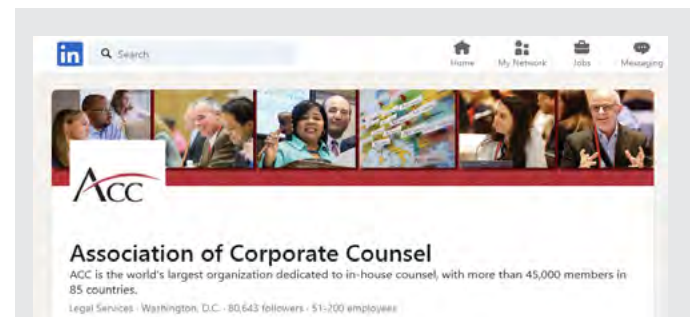 in
Search
Home
My Network
Jobs
Messaging
ACC
Association of Corporate Counsel
ACC is the world's largest organization dedicated to in-house counsel, with more than 45,000 members in
85 countries.
Legal Services · Washington, D.C. · 80,643 followers · 51-200 employees